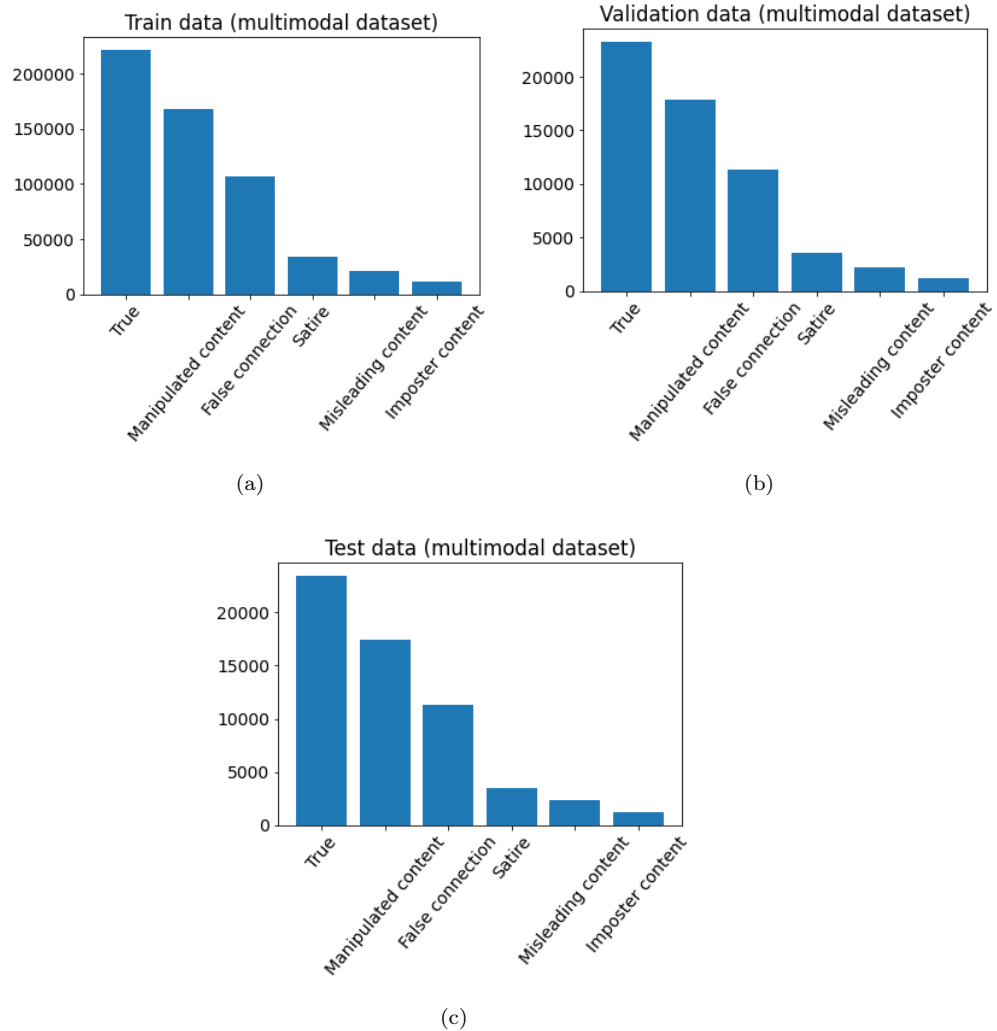 Train data (multimodal dataset)
200000
150000
100000
50000
0
True
Manipulated content
False connection
Satire
Misleading content
Imposter content
(a)
Validation data (multimodal dataset)
20000
15000
10000
5000
0
True
Manipulated content
False connection
Satire
Misleading content
Imposter content
(b)
Test data (multimodal dataset)
20000
15000
10000
5000
0
True
Manipulated content
False connection
Satire
Misleading content
Imposter content
(c)